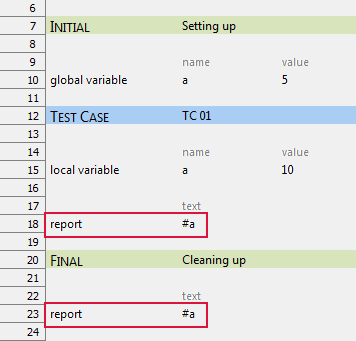 6
7 INITIAL Setting up
8
9 name value
10 global variable a 5
11
12 TEST CASE TC 01
13
14 name value
15 local variable a 10
16
17 text
18 report #a
19
20 FINAL Cleaning up
21
22 text
23 report #a
24